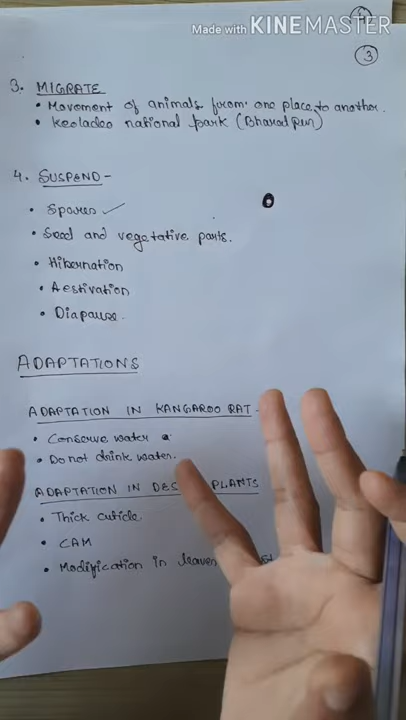 Made with KINEMASTER
3
3. MIGRATE
• Movement of animals from one place to another.
• Keoladeo national park (Bharatpur)
4. SUSPEND -
• Spores ✓
• Seed and vegetative parts.
• Hibernation
• Aestivation
• Diapause.
ADAPTATIONS
ADAPTATION IN KANGAROO RAT -
• Conserve water
• Do not drink water.
ADAPTATION IN DES PLANTS
• Thick cuticle
• CAM
• Modification in leaves